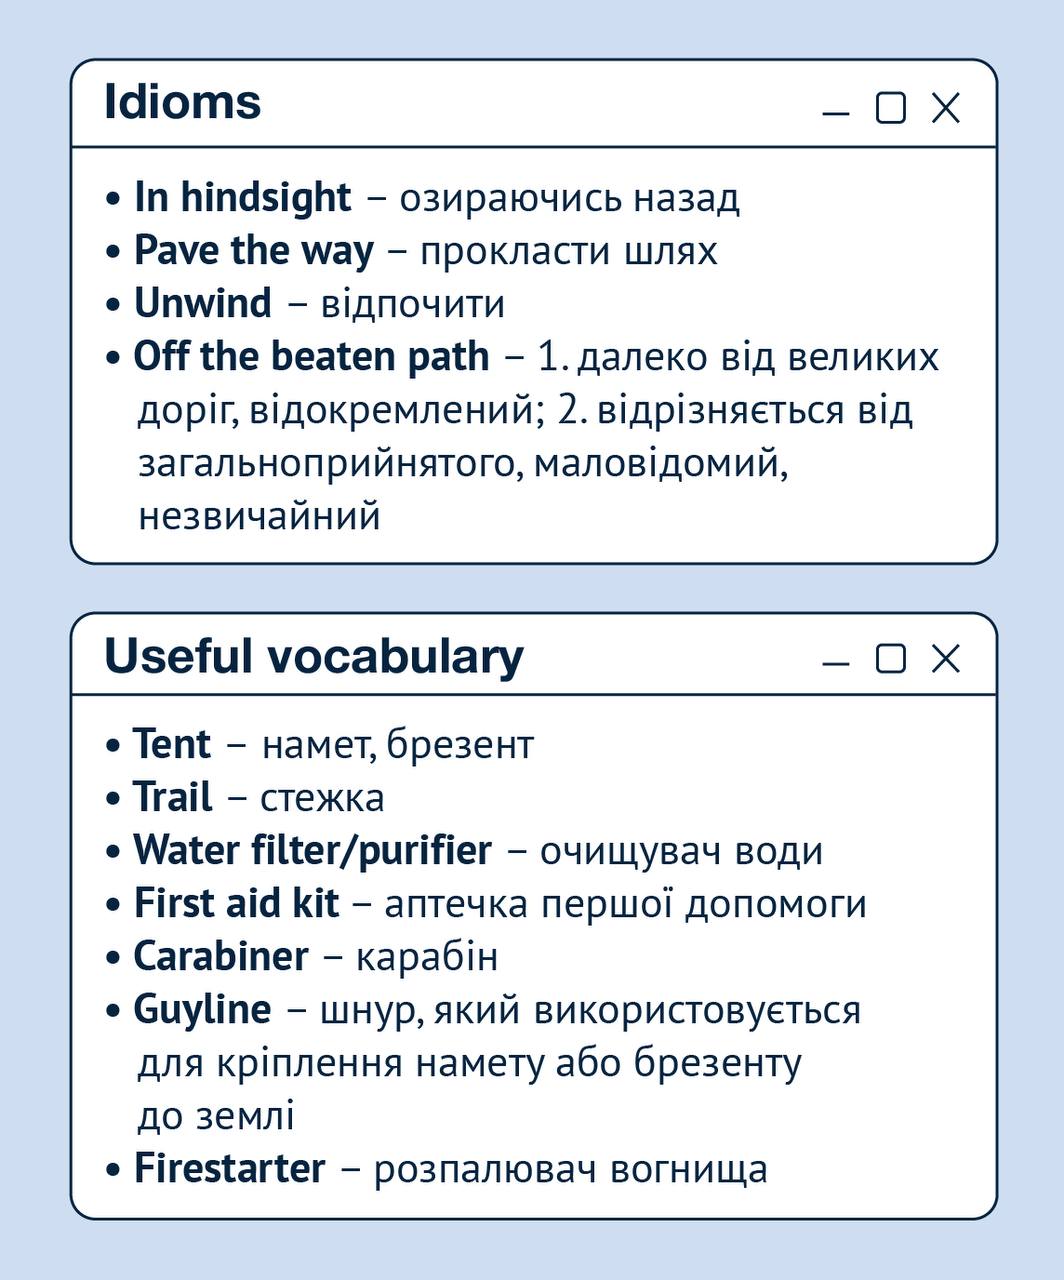 Idioms
• In hindsight – озираючись назад
• Pave the way – прокласти шлях
• Unwind – відпочити
• Off the beaten path – 1. далеко від великих
доріг, відокремлений; 2. відрізняється від
загальноприйнятого, маловідомий,
незвичайний
Useful vocabulary
• Tent – намет, брезент
• Trail – стежка
• Water filter/purifier – очищувач води
• First aid kit – аптечка першої допомоги
• Carabiner – карабін
• Guyline – шнур, який використовується
для кріплення намету або брезенту
до землі
• Firestarter – розпалювач вогнища